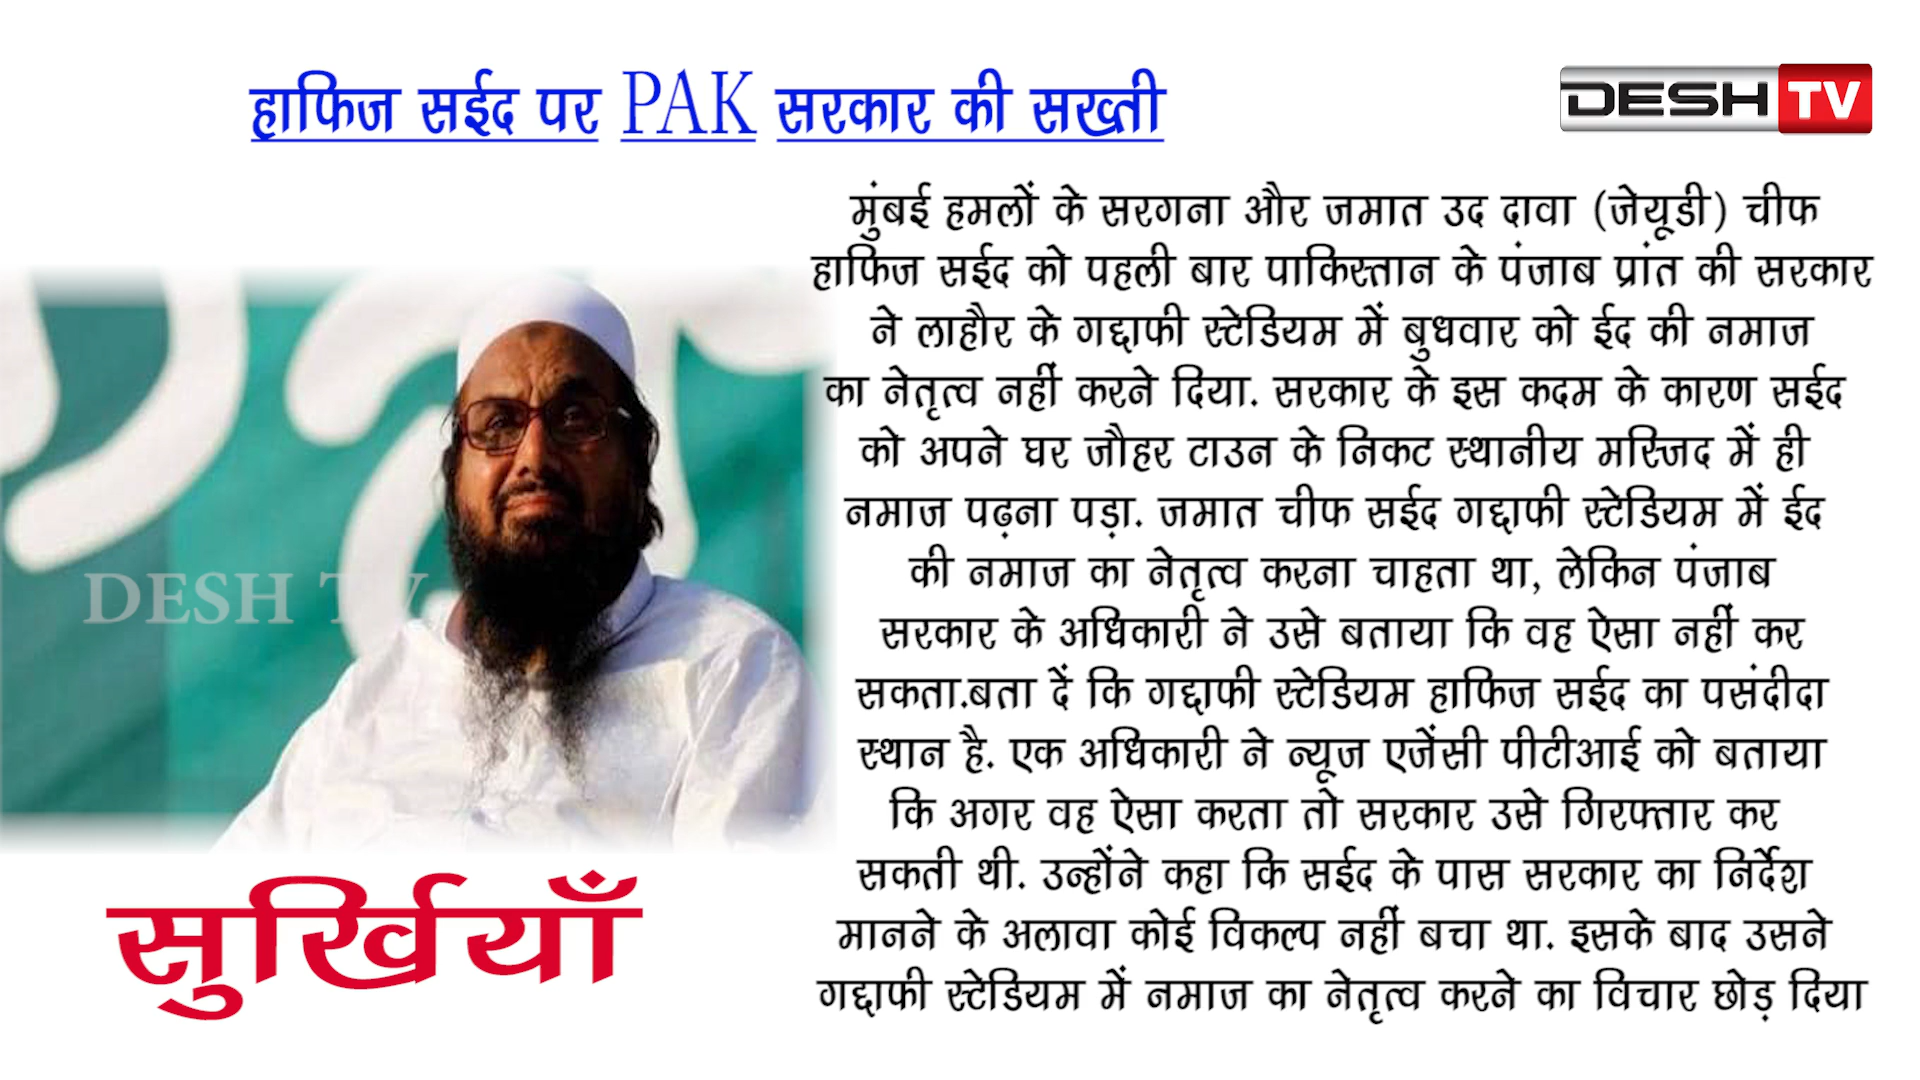 हाफिज सईद पर PAK सरकार की सख्ती
DESH TV
मुंबई हमलों के सरगना और जमात उद दावा (जेयूडी) चीफ
हाफिज सईद को पहली बार पाकिस्तान के पंजाब प्रांत की सरकार
ने लाहौर के गद्दाफी स्टेडियम में बुधवार को ईद की नमाज
का नेतृत्व नहीं करने दिया. सरकार के इस कदम के कारण सईद
को अपने घर जौहर टाउन के निकट स्थानीय मस्जिद में ही
नमाज पढ़ना पड़ा. जमात चीफ सईद गद्दाफी स्टेडियम में ईद
की नमाज का नेतृत्व करना चाहता था, लेकिन पंजाब
सरकार के अधिकारी ने उसे बताया कि वह ऐसा नहीं कर
सकता.बता दें कि गद्दाफी स्टेडियम हाफिज सईद का पसंदीदा
स्थान है. एक अधिकारी ने न्यूज एजेंसी पीटीआई को बताया
कि अगर वह ऐसा करता तो सरकार उसे गिरफ्तार कर
सकती थी. उन्होंने कहा कि सईद के पास सरकार का निर्देश
मानने के अलावा कोई विकल्प नहीं बचा था. इसके बाद उसने
गद्दाफी स्टेडियम में नमाज का नेतृत्व करने का विचार छोड़ दिया
DESH TV
सुर्खियाँ